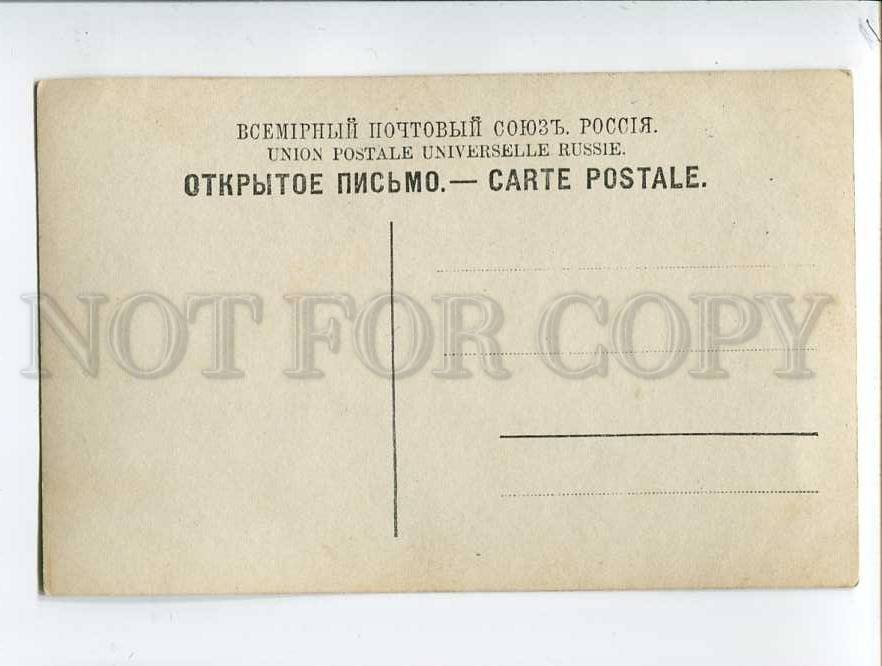 ВСЕМІРНЫЙ ПОЧТОВЫЙ СОЮЗЪ. РОССІЯ.
UNION POSTALE UNIVERSELLE RUSSIE.
ОТКРЫТОЕ ПИСЬМО.— CARTE POSTALE.
NOT FOR COPY